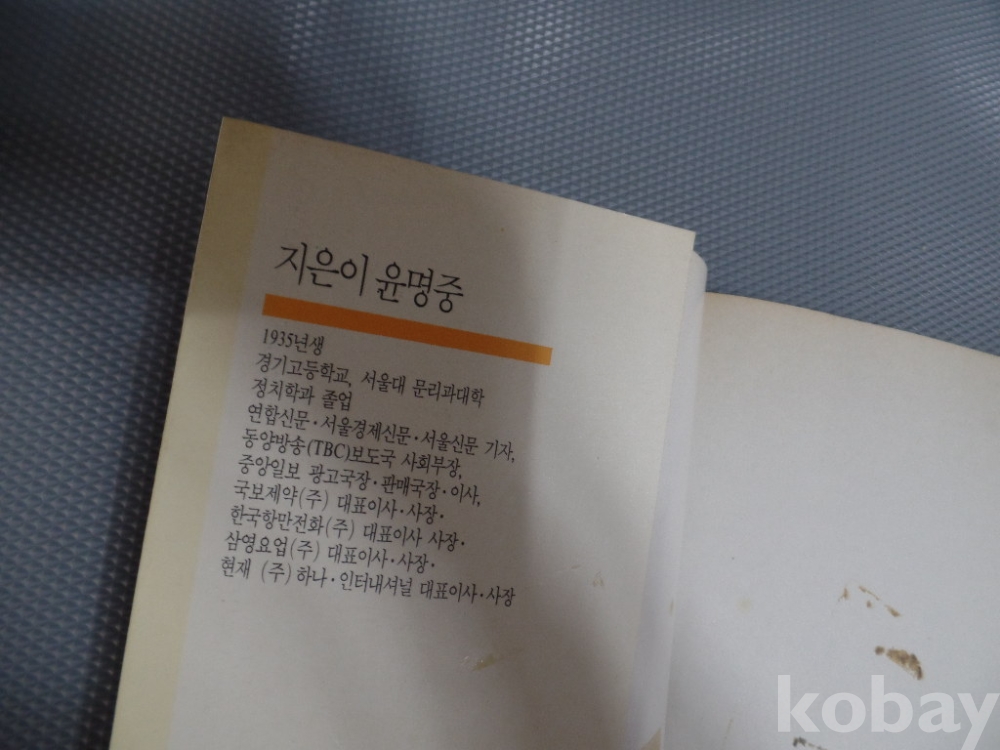 지은이 윤명중
1935년생
경기고등학교, 서울대 문리과대학
정치학과 졸업
연합신문·서울경제신문·서울신문 기자,
동양방송(TBC)보도국 사회부장,
중앙일보 광고국장·판매국장·이사,
국보제약(주) 대표이사·사장·
한국항만전화(주) 대표이사 사장·
삼영요업(주) 대표이사·사장·
현재 (주)하나·인터내셔널 대표이사·사장
kobay